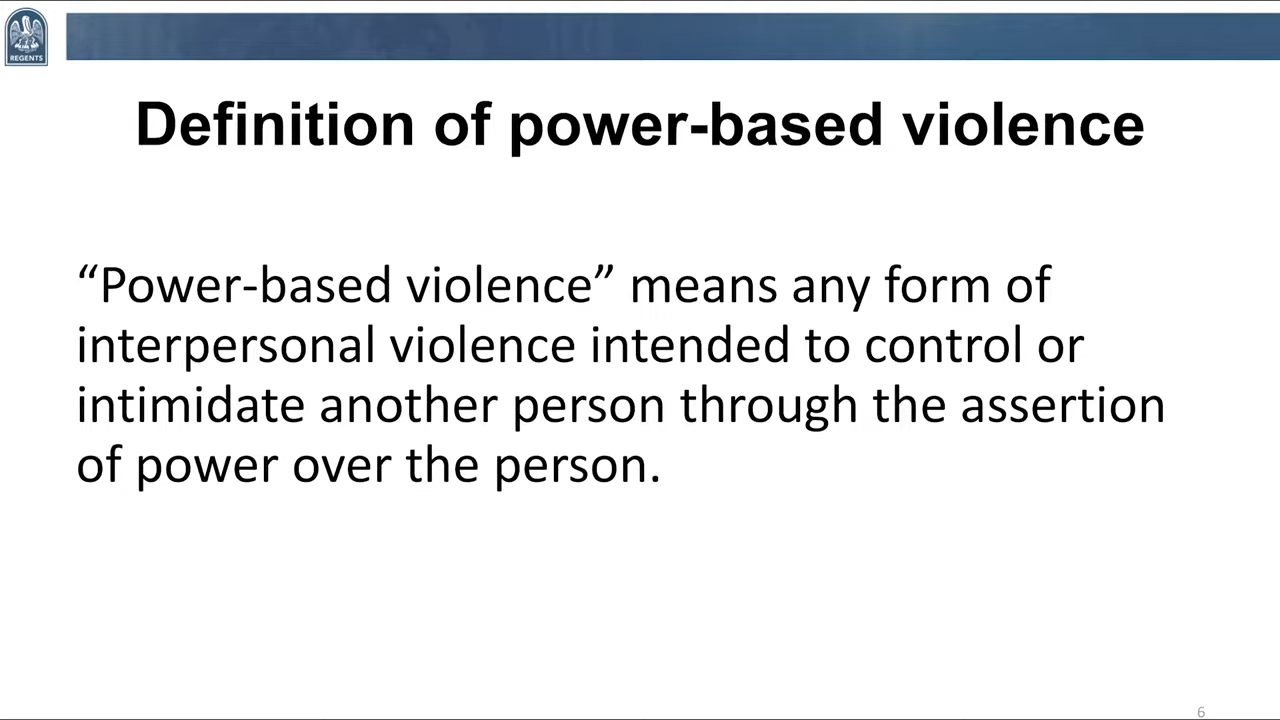 REGENTS
Definition of power-based violence
“Power-based violence” means any form of
interpersonal violence intended to control or
intimidate another person through the assertion
of power over the person.
6